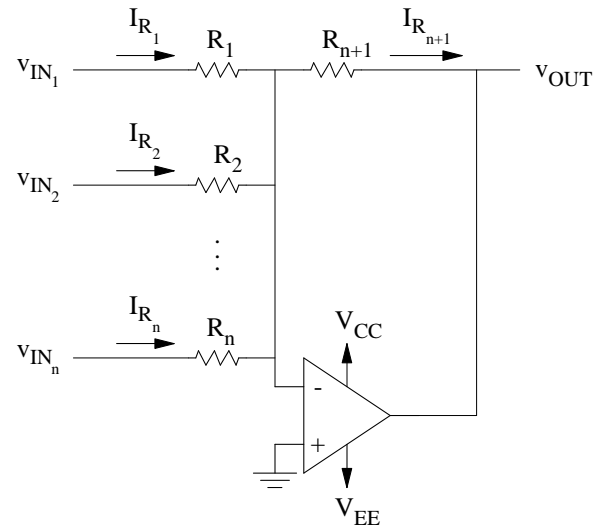 I_{R_1}
R_1
R_{n+1}
I_{R_{n+1}}
v_{IN_1}
v_{OUT}
I_{R_2}
R_2
v_{IN_2}
⋮
I_{R_n}
R_n
v_{IN_n}
V_{CC}
-
+
V_{EE}